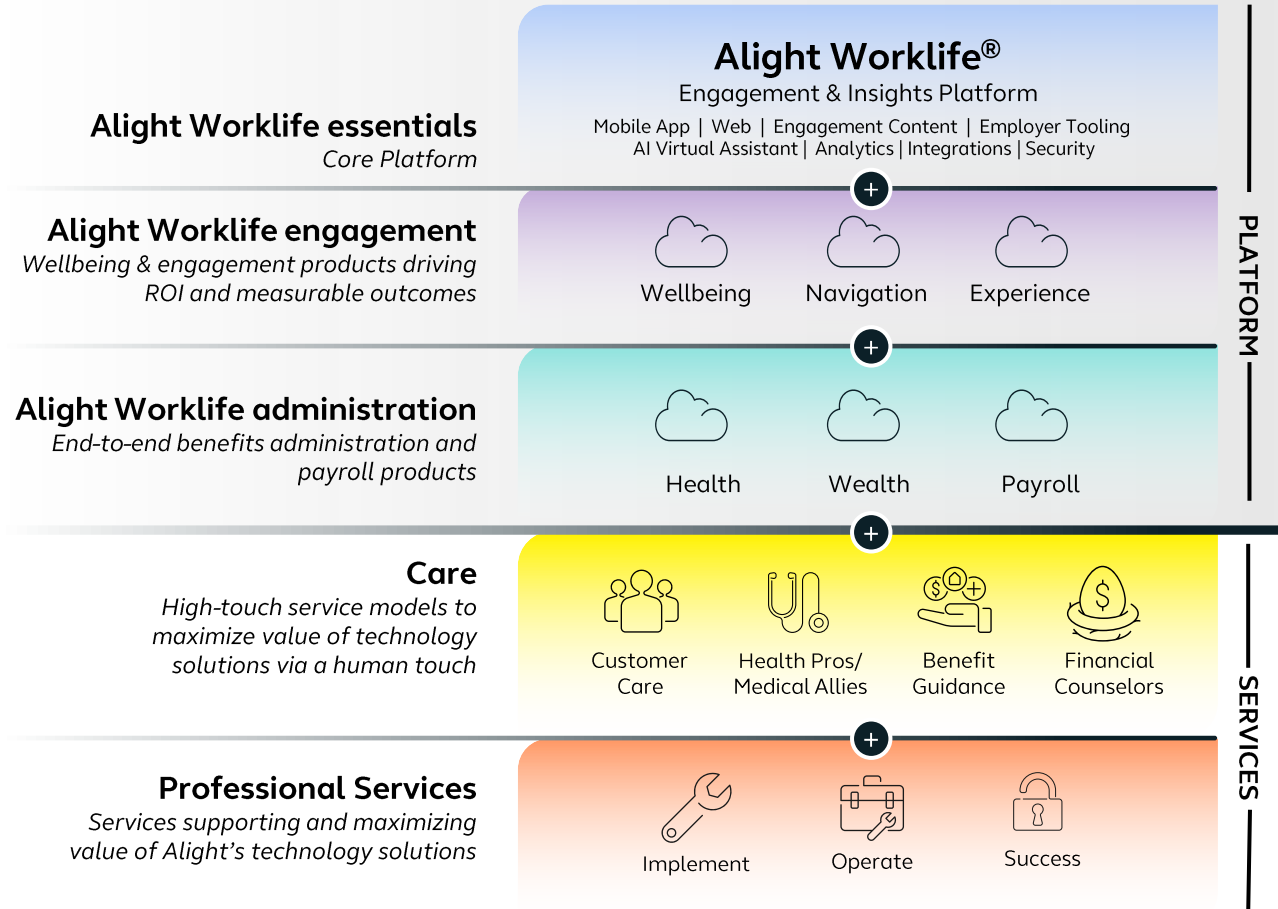 Alight Worklife®
Engagement & Insights Platform
Mobile App | Web | Engagement Content | Employer Tooling
AI Virtual Assistant | Analytics | Integrations | Security
Alight Worklife essentials
Core Platform
Alight Worklife engagement
Wellbeing & engagement products driving
ROI and measurable outcomes
Wellbeing
Navigation
Experience
PLATFORM
Alight Worklife administration
End-to-end benefits administration and
payroll products
Health
Wealth
Payroll
Care
High-touch service models to
maximize value of technology
solutions via a human touch
Customer
Care
Health Pros/
Medical Allies
Benefit
Guidance
Financial
Counselors
SERVICES
Professional Services
Services supporting and maximizing
value of Alight’s technology solutions
Implement
Operate
Success